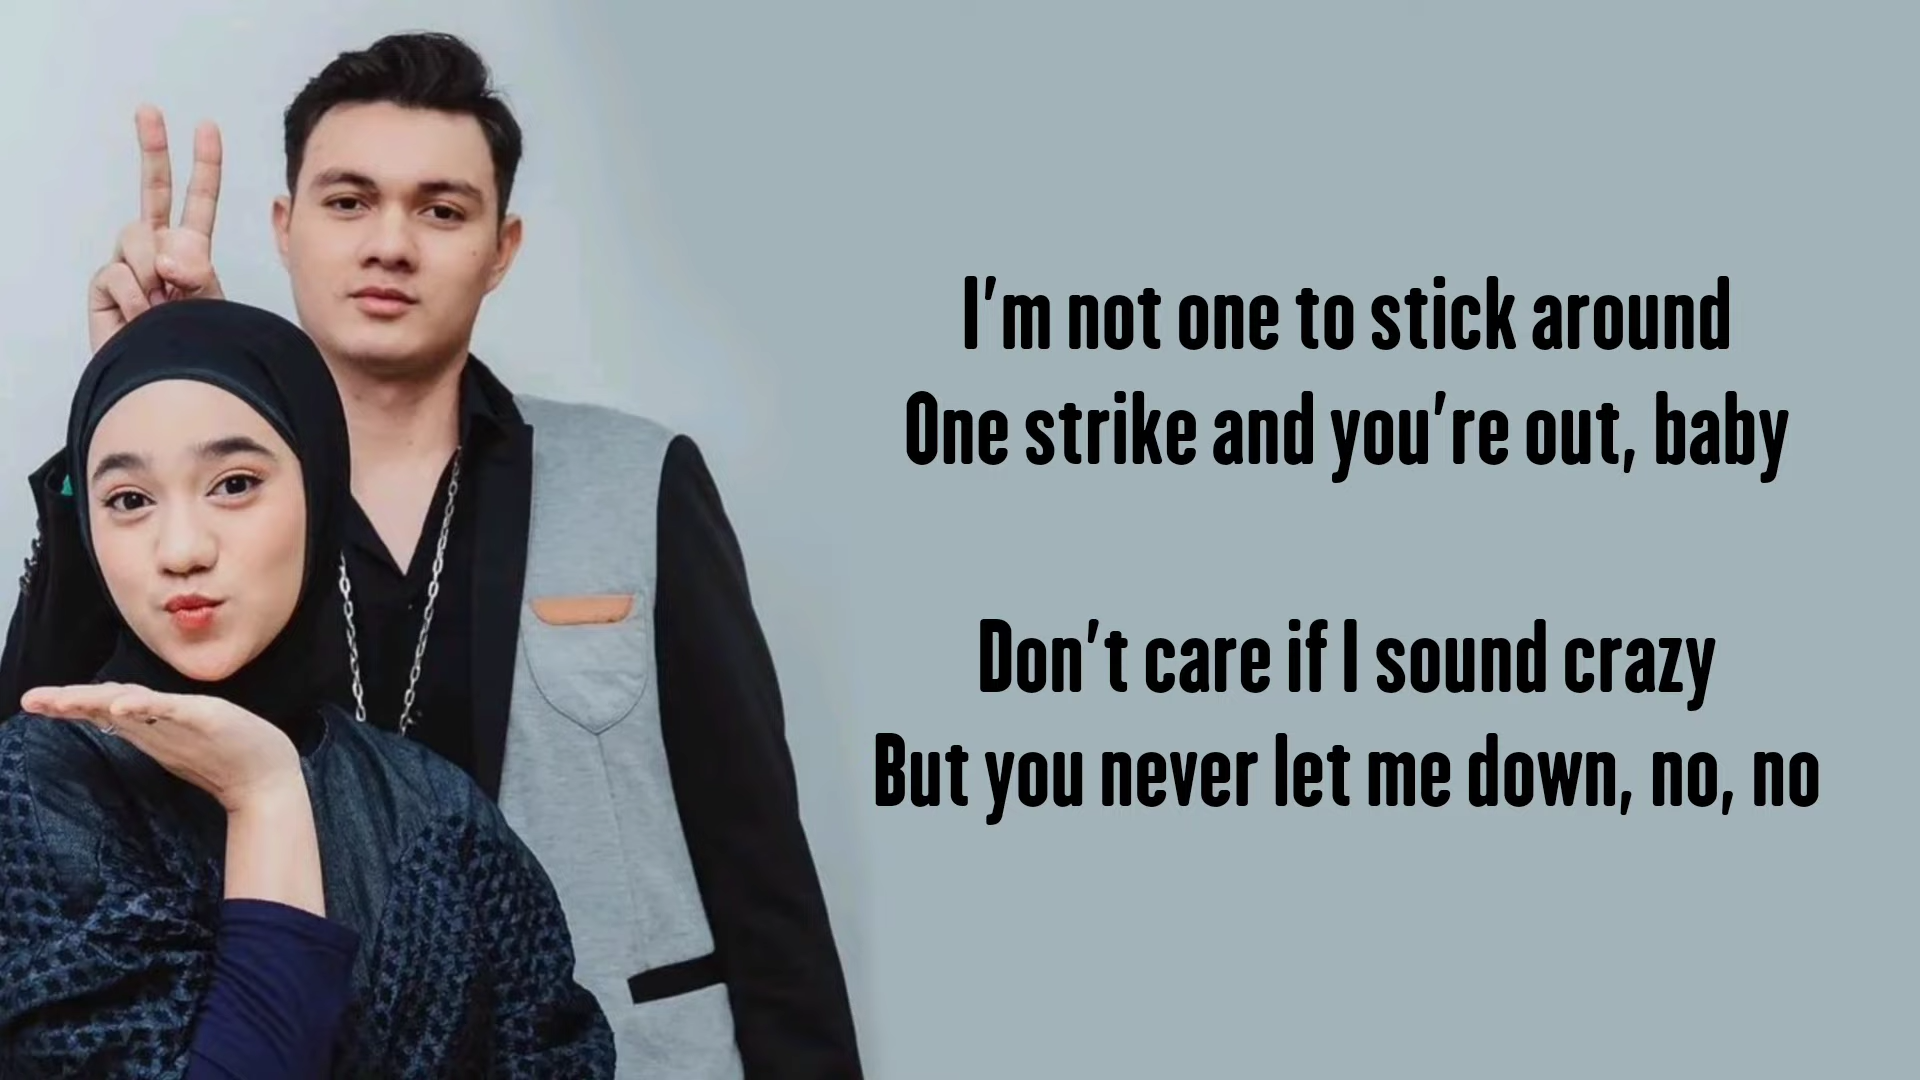 I'm not one to stick around
One strike and you're out, baby
Don't care if I sound crazy
But you never let me down, no, no